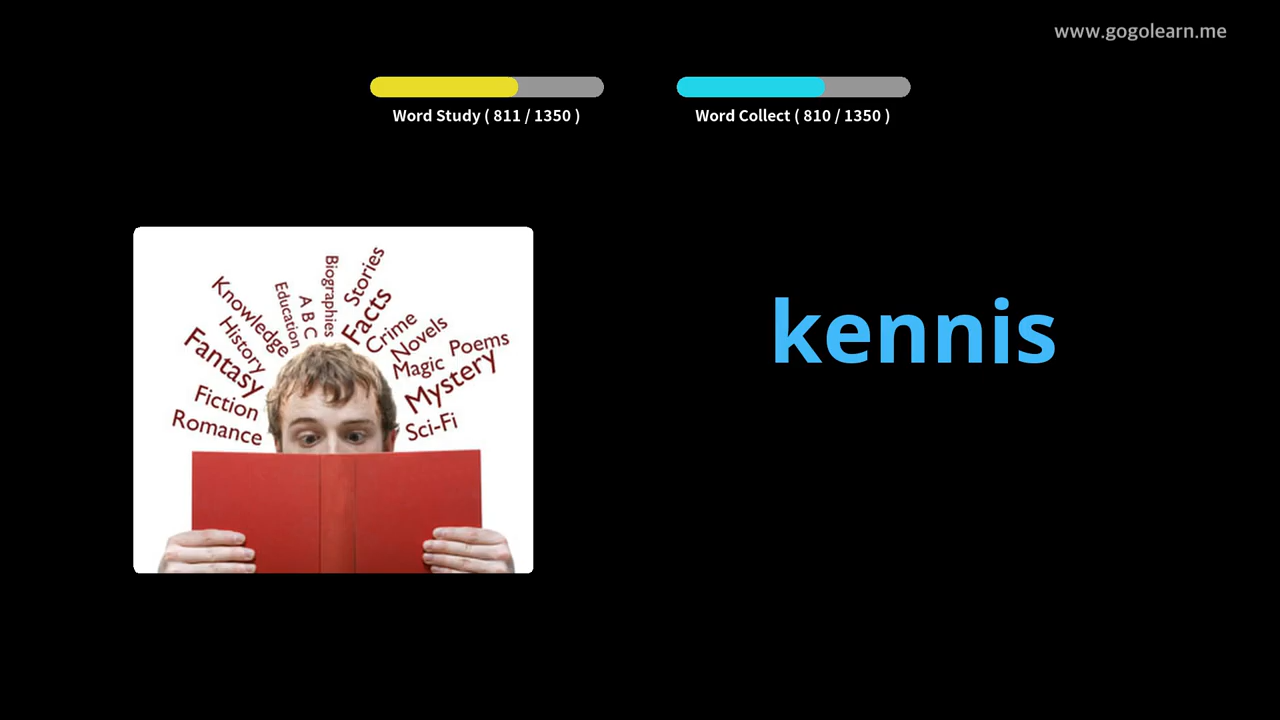 www.gogolearn.me
Word Study ( 811 / 1350 )
Word Collect ( 810 / 1350 )
Biographies
Stories
Education
A B C
Facts
Knowledge
Crime
History
Novels
Poems
Fantasy
Magic
Mystery
Fiction
Romance
Sci-Fi
kennis